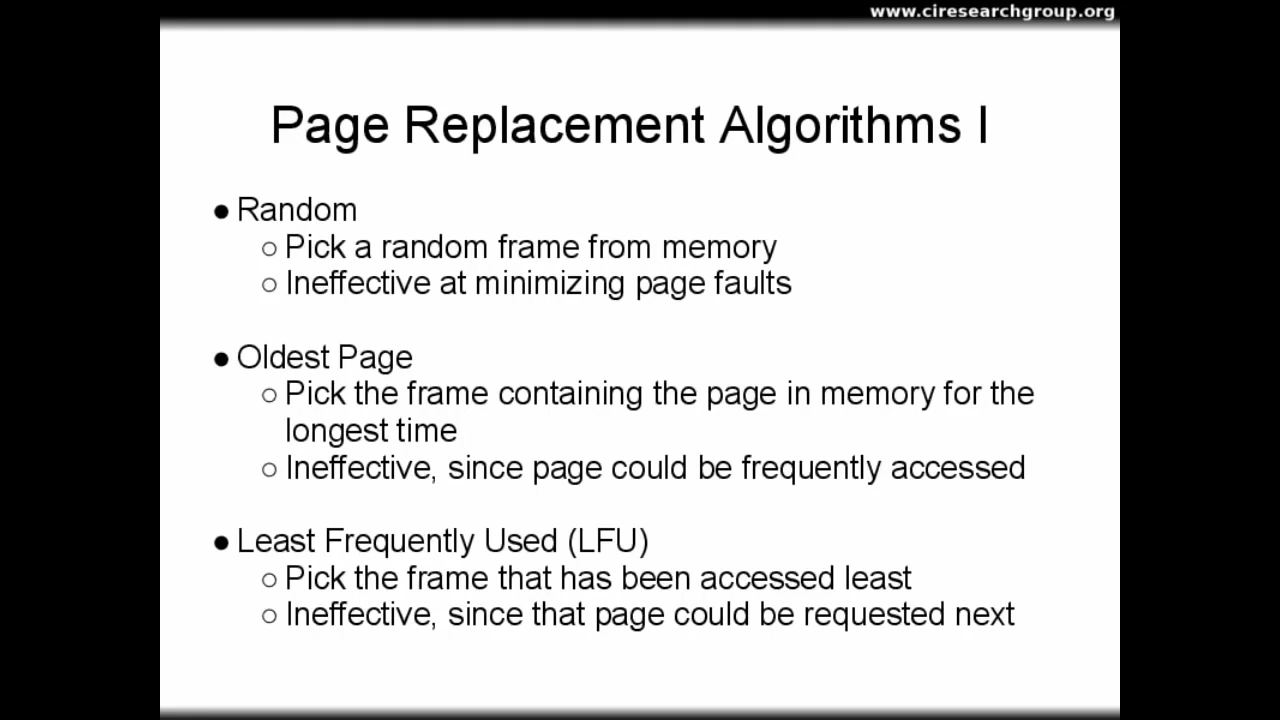 www.ciresearchgroup.org
Page Replacement Algorithms I
● Random
○ Pick a random frame from memory
○ Ineffective at minimizing page faults
● Oldest Page
○ Pick the frame containing the page in memory for the
longest time
○ Ineffective, since page could be frequently accessed
● Least Frequently Used (LFU)
○ Pick the frame that has been accessed least
○ Ineffective, since that page could be requested next